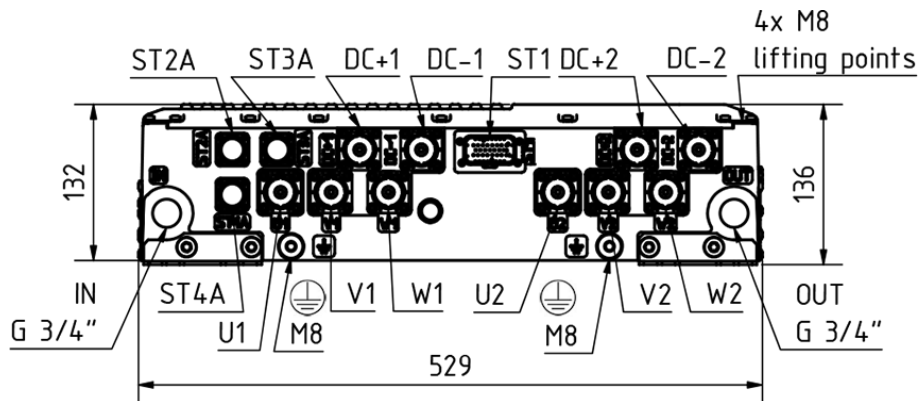 4x M8
lifting points
ST2A ST3A DC+1 DC-1 ST1 DC+2 DC-2
132
136
IN
G 3/4"
ST4A
U1
M8
V1
W1
U2
M8
V2
W2
OUT
G 3/4"
529